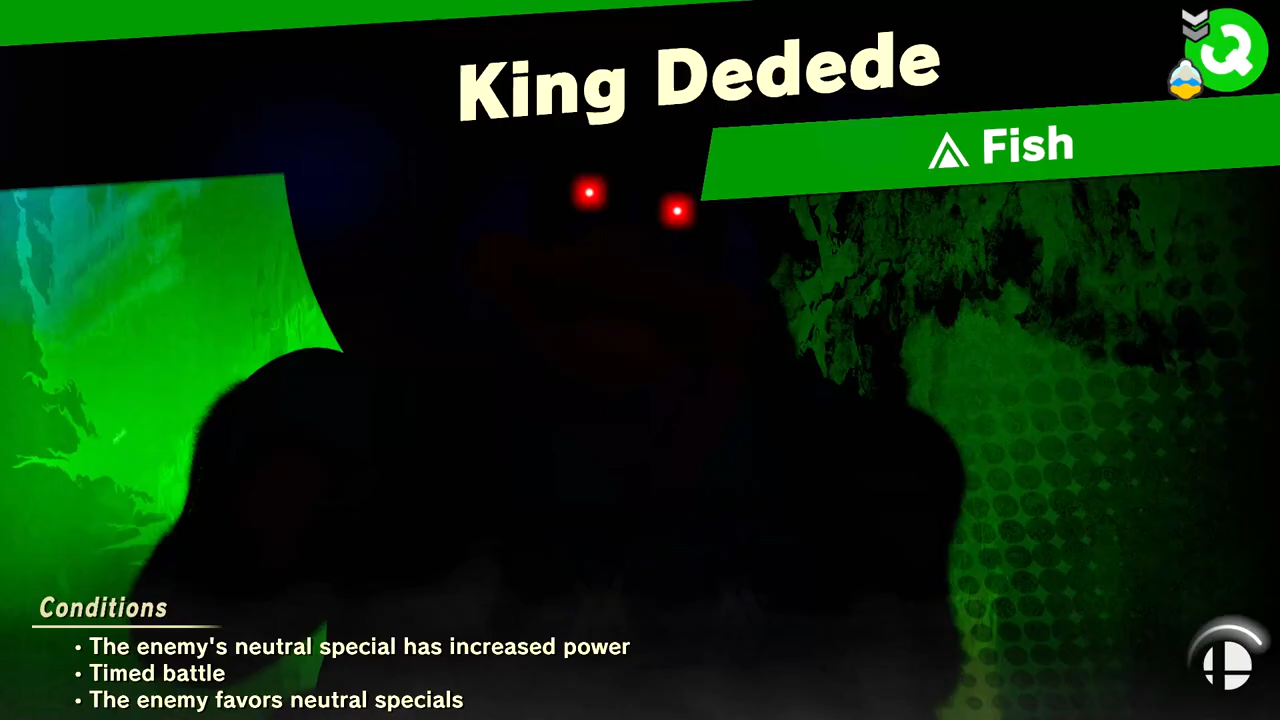 King Dedede
Fish
Conditions
• The enemy's neutral special has increased power
• Timed battle
• The enemy favors neutral specials